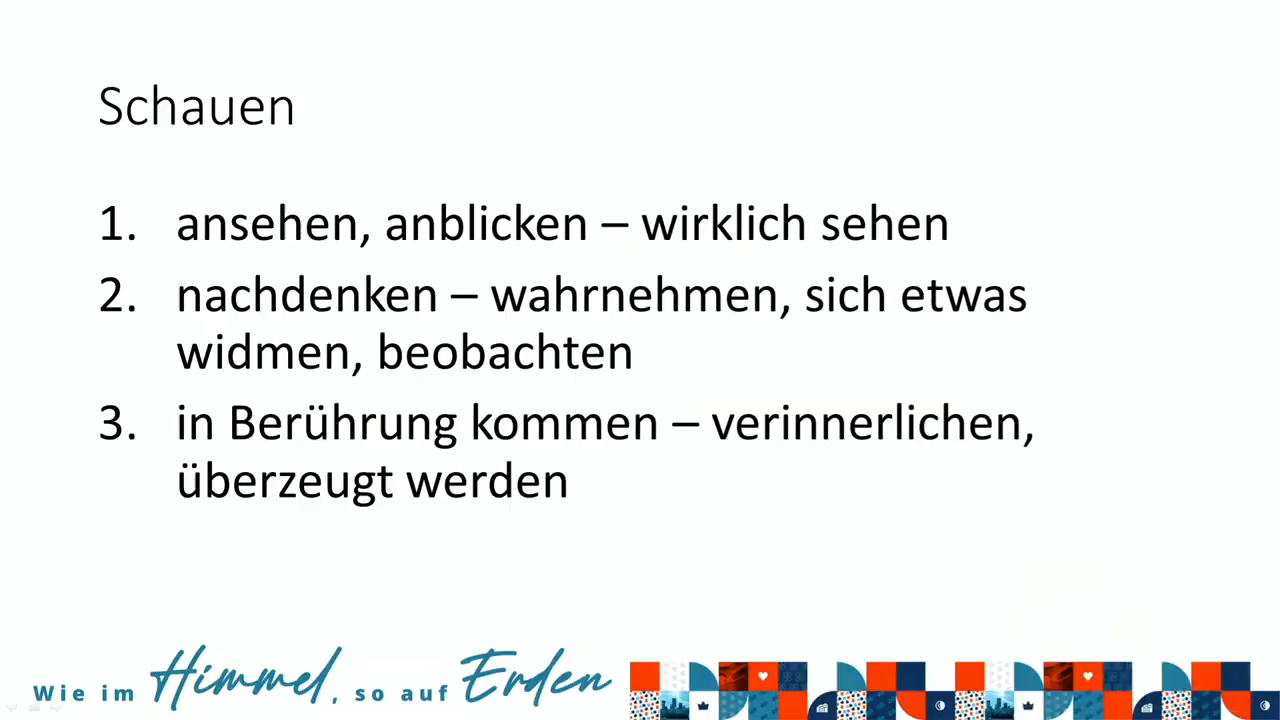 Schauen
1. ansehen, anblicken – wirklich sehen
2. nachdenken – wahrnehmen, sich etwas
widmen, beobachten
3. in Berührung kommen – verinnerlichen,
überzeugt werden
Wie im Himmel, so auf Erden